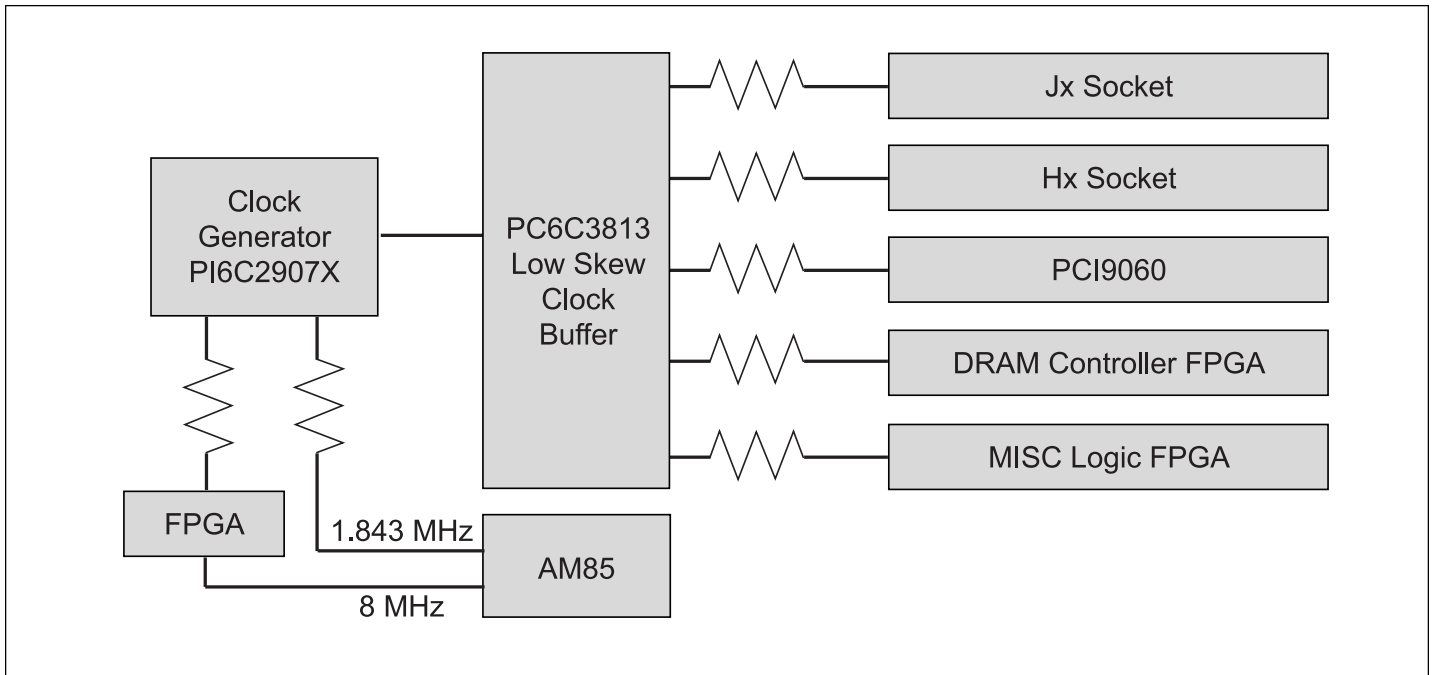 Clock
Generator
PI6C2907X
PC6C3813
Low Skew
Clock
Buffer
Jx Socket
Hx Socket
PCI9060
DRAM Controller FPGA
MISC Logic FPGA
FPGA
1.843 MHz
8 MHz
AM85